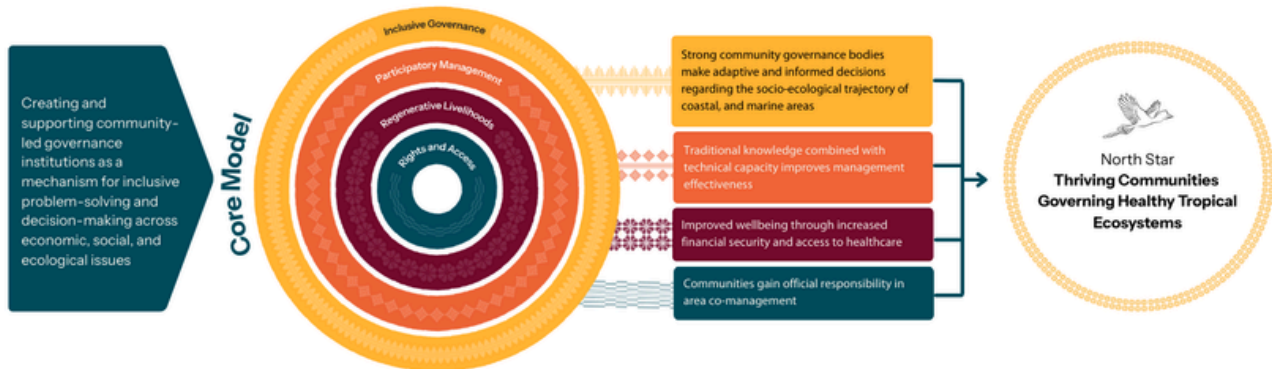 Creating and
supporting community-
led governance
institutions as a
mechanism for inclusive
problem-solving and
decision-making across
economic, social, and
ecological issues
Core Model
Inclusive Governance
Participatory Management
Regenerative Livelihoods
Rights and Access
Strong community governance bodies
make adaptive and informed decisions
regarding the socio-ecological trajectory of
coastal, and marine areas
Traditional knowledge combined with
technical capacity improves management
effectiveness
Improved wellbeing through increased
financial security and access to healthcare
Communities gain official responsibility in
area co-management
North Star
Thriving Communities
Governing Healthy Tropical
Ecosystems